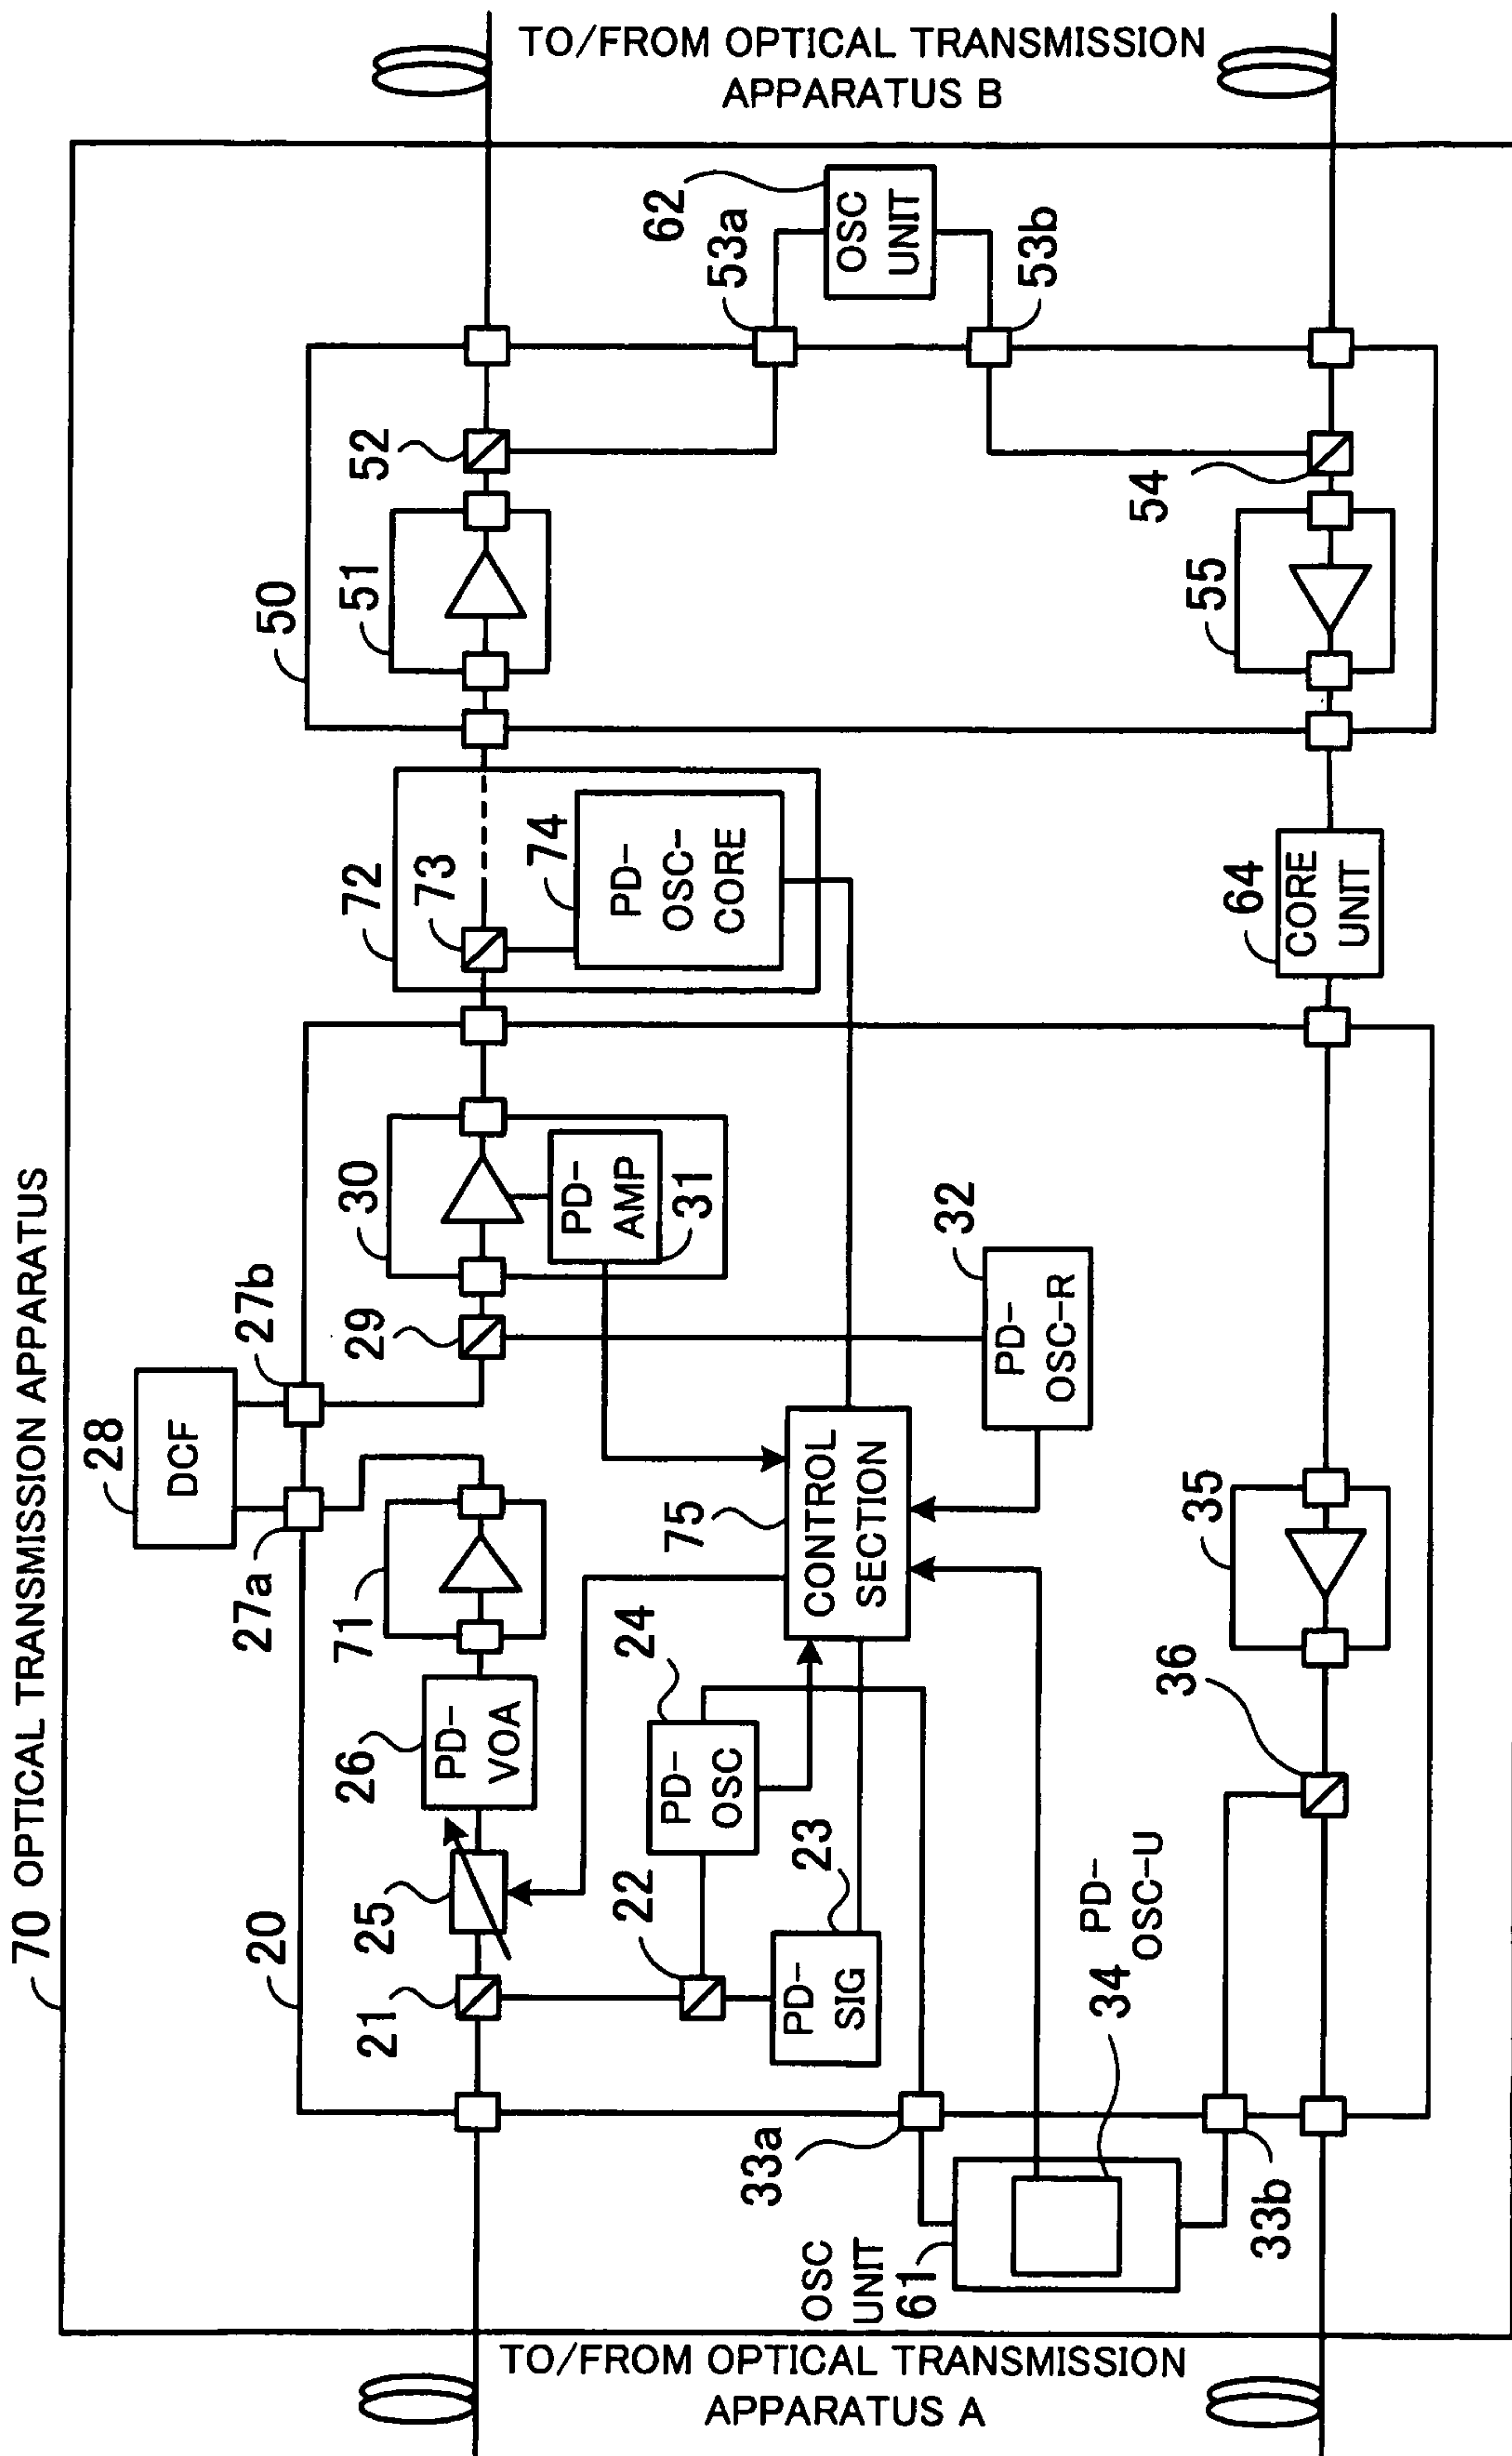 70 OPTICAL TRANSMISSION APPARATUS
TO/FROM OPTICAL TRANSMISSION
APPARATUS A
TO/FROM OPTICAL TRANSMISSION
APPARATUS B
20
21
25
26
PD-
VOA
71
27a
28
DCF
27b
29
30
PD-
AMP
31
22
PD-
SIG
23
24
PD-
OSC
75
CONTROL
SECTION
32
PD-
OSC-R
33a
OSC
UNIT
61
34 PD-
OSC-U
33b
36
35
72
73
74
PD-
OSC-
CORE
64
CORE
UNIT
50
51
52
53a
62
OSC
UNIT
53b
54
55